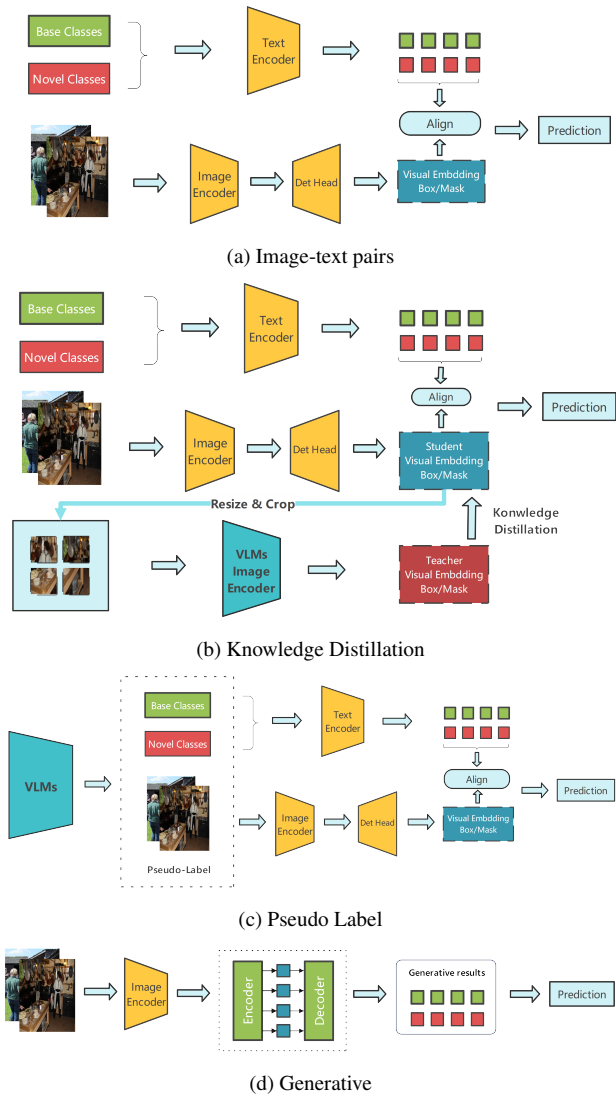 Base Classes
Novel Classes
Text
Encoder
Image
Encoder
Det Head
Align
Visual Embdding
Box/Mask
Prediction
(a) Image-text pairs
Base Classes
Novel Classes
Text
Encoder
Image
Encoder
Det Head
Align
Student
Visual Embdding
Box/Mask
Prediction
Resize & Crop
VLMs
Image
Encoder
Konwledge
Distillation
Teacher
Visual Embdding
Box/Mask
(b) Knowledge Distillation
VLMs
Base Classes
Novel Classes
Pseudo-Label
Text
Encoder
Image
Encoder
Det Head
Align
Visual Embdding
Box/Mask
Prediction
(c) Pseudo Label
Image
Encoder
Encoder
Decoder
Generative results
Prediction
(d) Generative